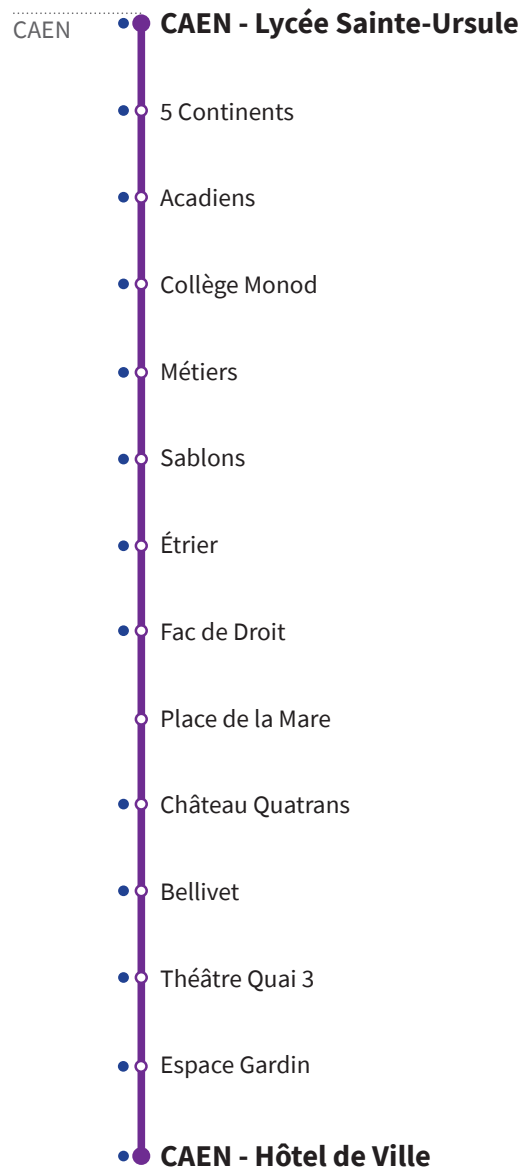 CAEN
CAEN - Lycée Sainte-Ursule
5 Continents
Acadiens
Collège Monod
Métiers
Sablons
Étrier
Fac de Droit
Place de la Mare
Château Quatrans
Bellivet
Théâtre Quai 3
Espace Gardin
CAEN - Hôtel de Ville